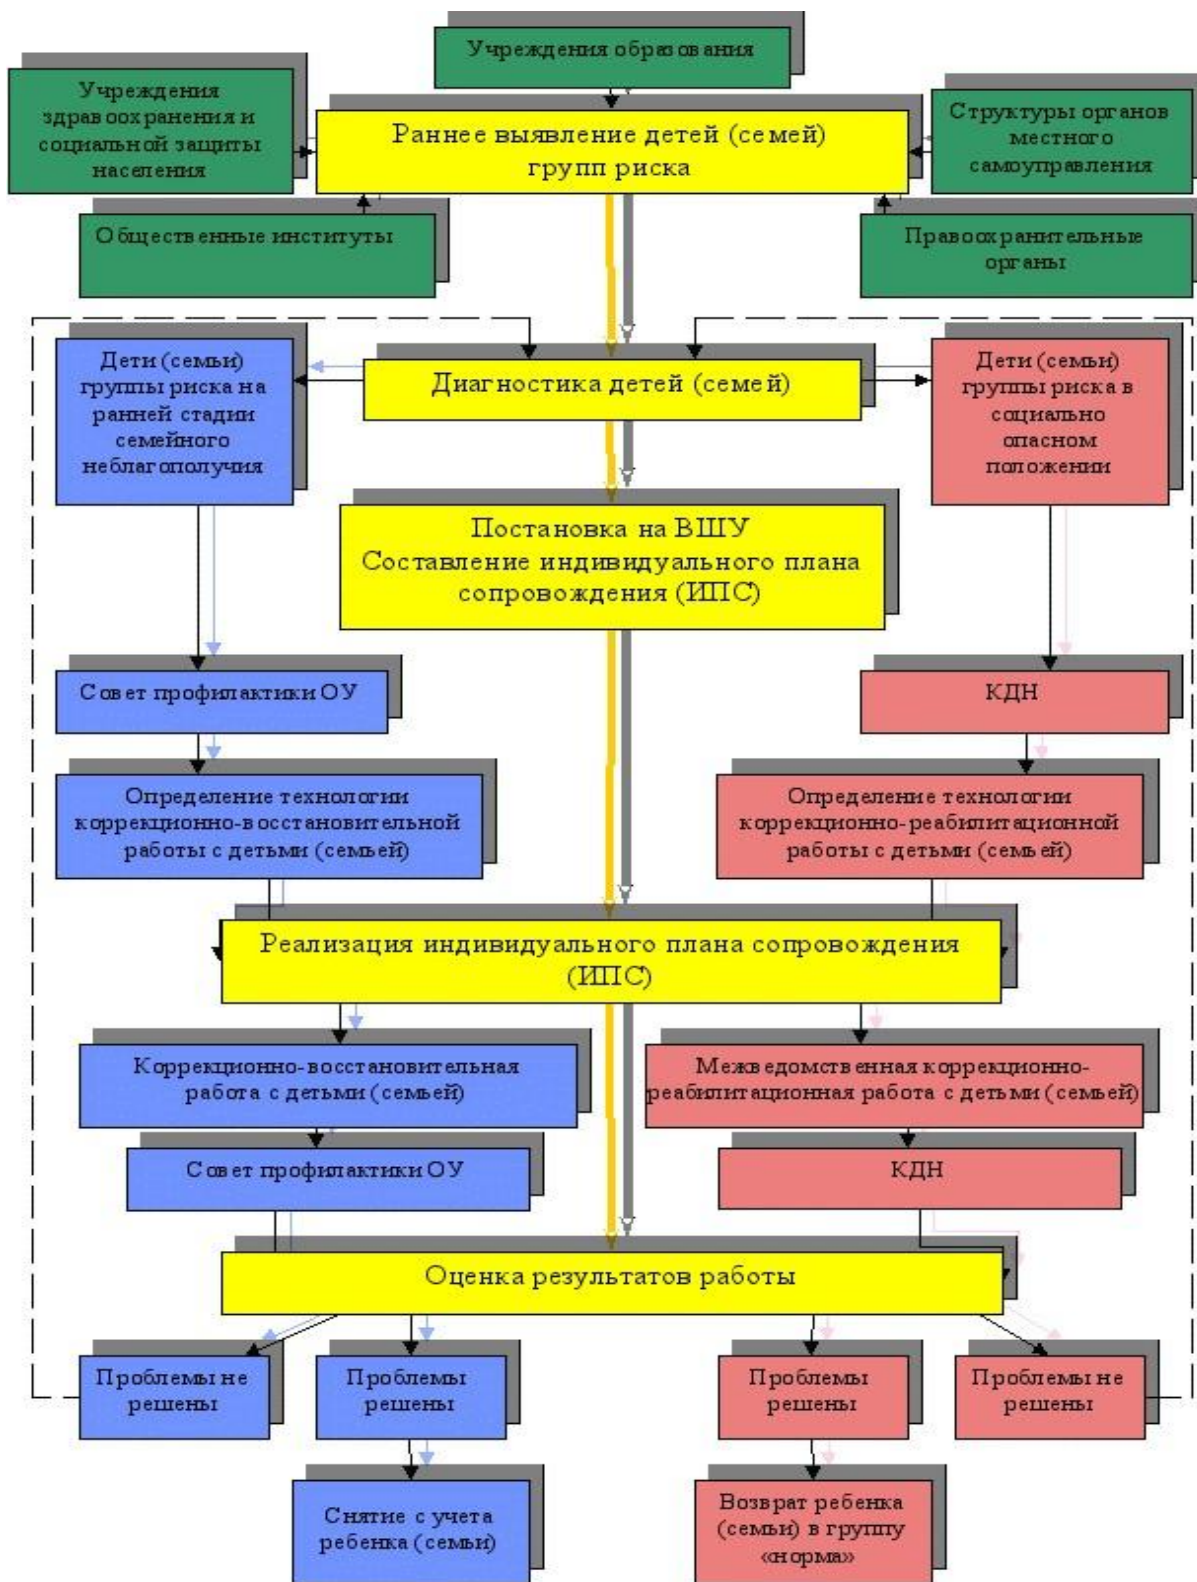 Учреждения образования
Учреждения
здравоохранения и
социальной защиты
населения
Раннее выявление детей (семей)
групп риска
Структуры органов
местного
самоуправления
Общественные институты
Правоохранительные
органы
Дети (семьи)
группы риска на
ранней стадии
семейного
неблагополучия
Диагностика детей (семей)
Дети (семьи)
группы риска в
социально
опасном
положении
Постановка на ВШУ
Составление индивидуального плана
сопровождения (ИПС)
Совет профилактики ОУ
КДН
Определение технологии
коррекционно-восстановительной
работы с детьми (семьей)
Определение технологии
коррекционно-реабилитационной
работы с детьми (семьей)
Реализация индивидуального плана сопровождения
(ИПС)
Коррекционно-восстановительная
работа с детьми (семьей)
Межведомственная коррекционно-
реабилитационная работа с детьми (семьей)
Совет профилактики ОУ
КДН
Оценка результатов работы
Проблемы не
решены
Проблемы
решены
Проблемы
решены
Проблемы не
решены
Снятие с учета
ребенка (семьи)
Возврат ребенка
(семьи) в группу
«норма»